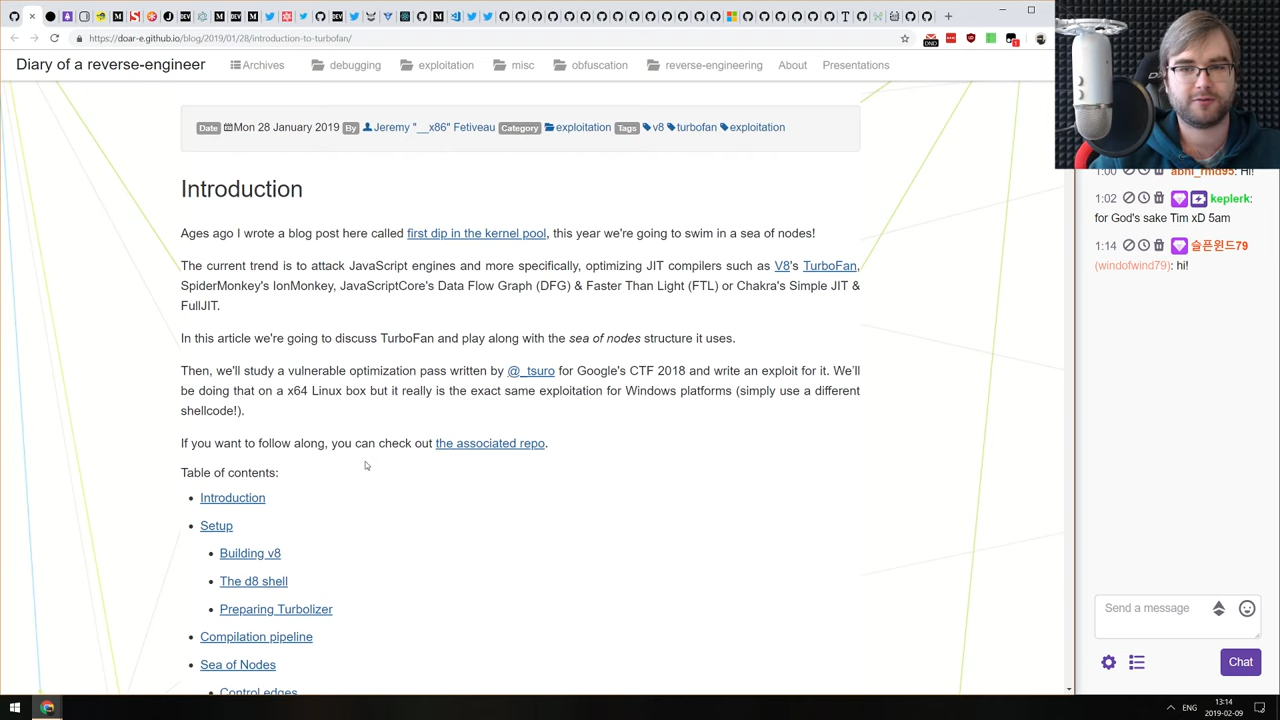 https://doar-e.github.io/blog/2019/01/28/introduction-to-turbofan/
Diary of a reverse-engineer Archives debugging exploitation misc obfuscation reverse-engineering About Presentations
Date Mon 28 January 2019 By Jeremy "__x86" Fetiveau Category exploitation Tags v8 turbofan exploitation
Introduction
Ages ago I wrote a blog post here called first dip in the kernel pool, this year we're going to swim in a sea of nodes!
The current trend is to attack JavaScript engines and more specifically, optimizing JIT compilers such as V8's TurboFan,
SpiderMonkey's IonMonkey, JavaScriptCore's Data Flow Graph (DFG) & Faster Than Light (FTL) or Chakra's Simple JIT &
FullJIT.
In this article we're going to discuss TurboFan and play along with the sea of nodes structure it uses.
Then, we'll study a vulnerable optimization pass written by @_tsuro for Google's CTF 2018 and write an exploit for it. We'll
be doing that on a x64 Linux box but it really is the exact same exploitation for Windows platforms (simply use a different
shellcode!).
If you want to follow along, you can check out the associated repo.
Table of contents:
Introduction
Setup
Building v8
The d8 shell
Preparing Turbolizer
Compilation pipeline
Sea of Nodes
Control edges
1:00 abhi_rmd95: Hi!
1:02 keplerk:
for God's sake Tim xD 5am
1:14 슬픈윈드79
(windofwind79): hi!
Send a message
Chat
ENG
13:14
2019-02-09